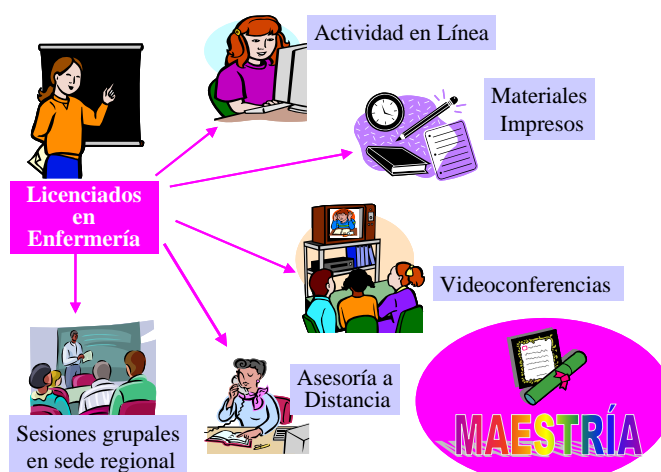 Actividad en Línea
Materiales
Impresos
Licenciados
en
Enfermería
Videoconferencias
Asesoría a
Distancia
Sesiones grupales
en sede regional
MAESTRÍA